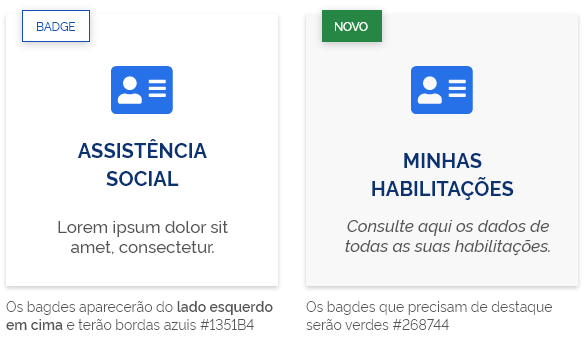 BADGE
ASSISTÊNCIA
SOCIAL
Lorem ipsum dolor sit
amet, consectetur.
Os bagdes aparecerão do lado esquerdo
em cima e terão bordas azuis #1351B4
NOVO
MINHAS
HABILITAÇÕES
Consulte aqui os dados de
todas as suas habilitações.
Os bagdes que precisam de destaque
serão verdes #268744